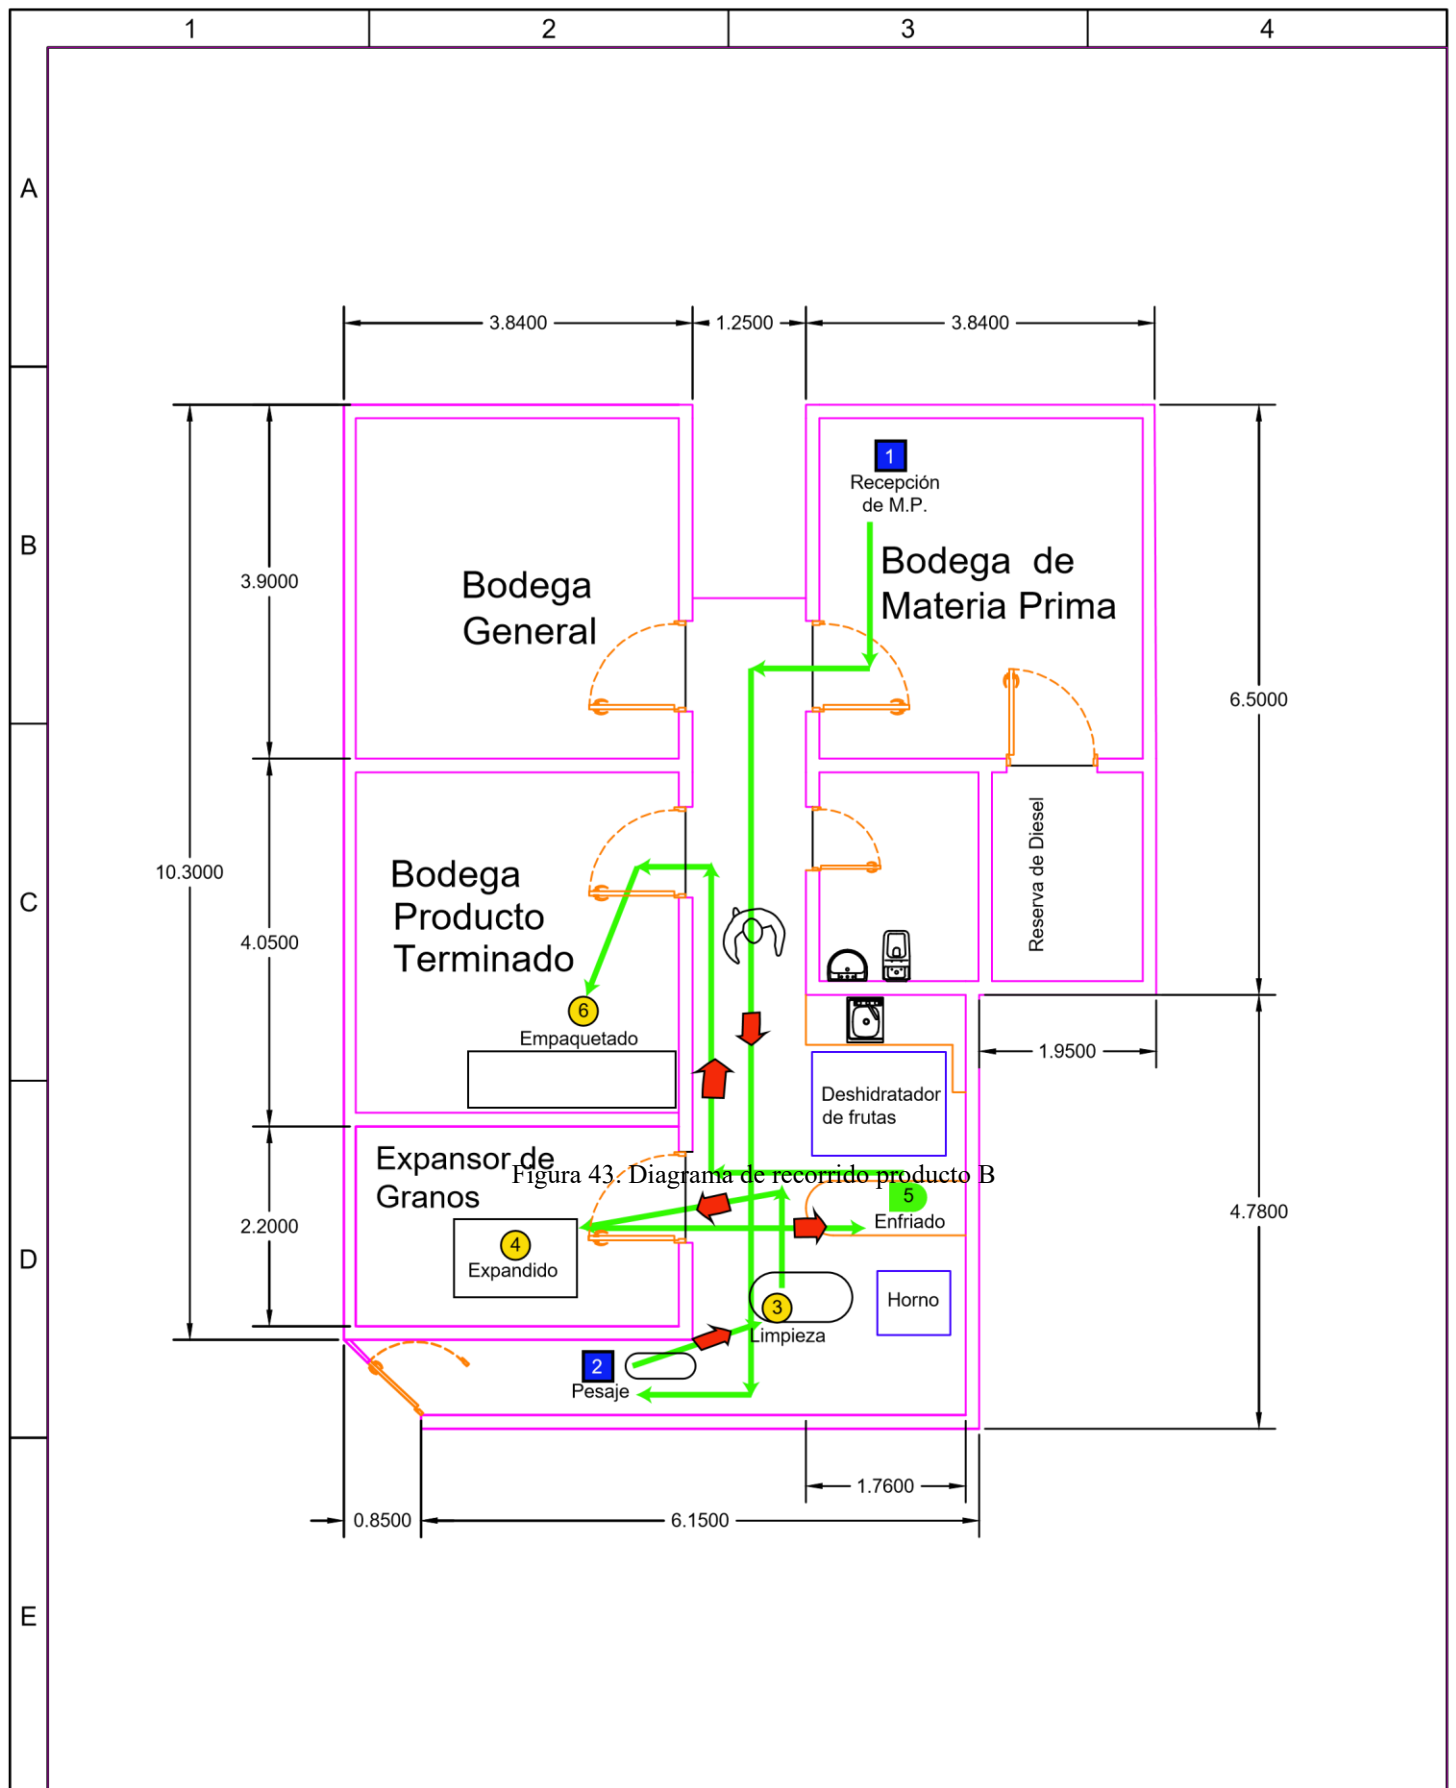 1
2
3
4
A
B
C
D
E
3.8400
1.2500
3.8400
1
Recepción
de M.P.
Bodega de
Materia Prima
Bodega
General
3.9000
6.5000
10.3000
4.0500
Bodega
Producto
Terminado
Reserva de Diesel
6
Empaquetado
1.9500
Deshidratador
de frutas
Expansor de
Granos
Figura 43. Diagrama de recorrido producto B
5
Enfriado
2.2000
4.7800
4
Expandido
3
Limpieza
Horno
2
Pesaje
1.7600
0.8500
6.1500